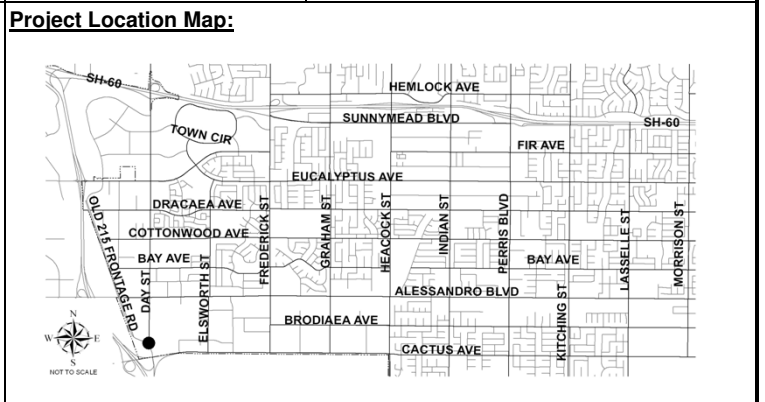 Project Location Map:
SH-60
HEMLOCK AVE
SUNNYMEAD BLVD
SH-60
TOWN CIR
FIR AVE
EUCALYPTUS AVE
DRACAEA AVE
COTTONWOOD AVE
BAY AVE
BAY AVE
OLD 215 FRONTAGE RD
DAY ST
ELSWORTH ST
FREDERICK ST
GRAHAM ST
HEACOCK ST
INDIAN ST
PERRIS BLVD
KITCHING ST
LASSELLE ST
MORRISON ST
ALESSANDRO BLVD
BRODIAEA AVE
CACTUS AVE
N
W E
S
NOT TO SCALE